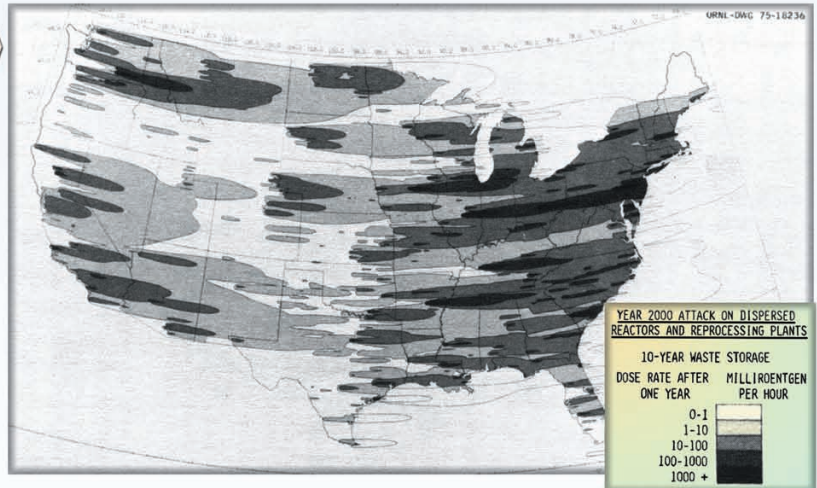 ORNL-DWG 75-18236
YEAR 2000 ATTACK ON DISPERSED
REACTORS AND REPROCESSING PLANTS
10-YEAR WASTE STORAGE
DOSE RATE AFTER MILLIROENTGEN
ONE YEAR PER HOUR
0-1
1-10
10-100
100-1000
1000 +